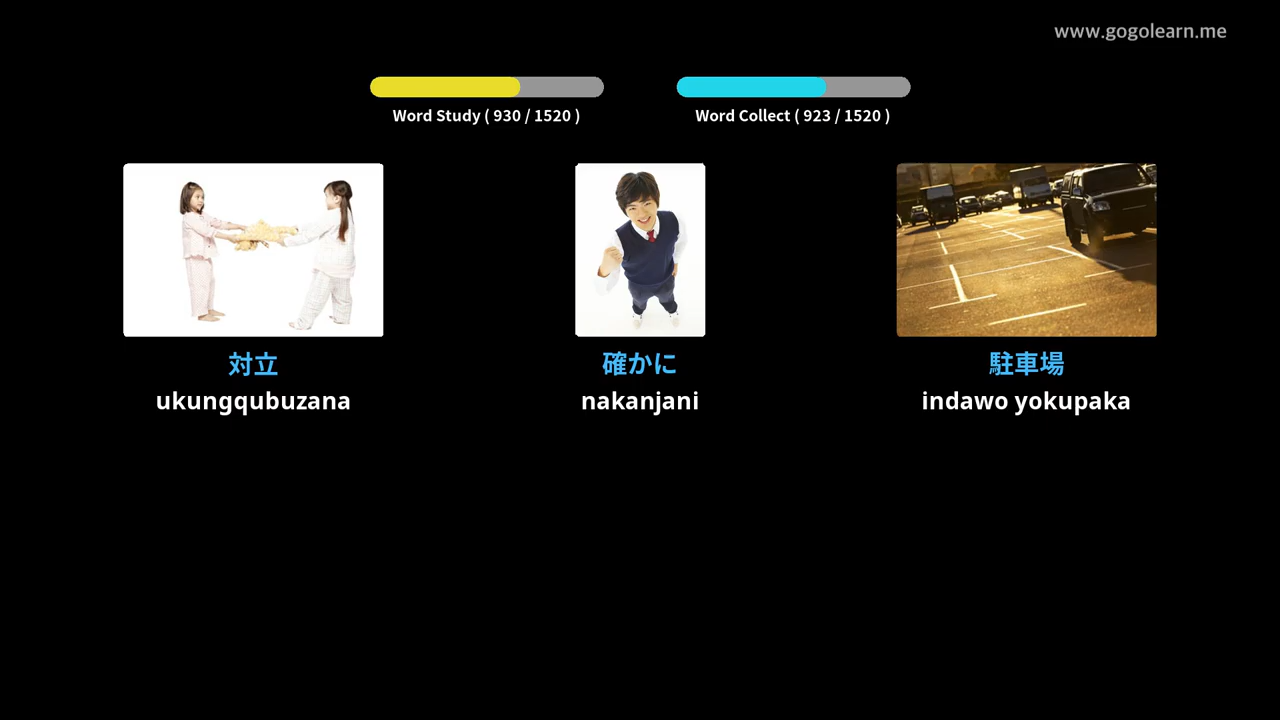 www.gogolearn.me
Word Study ( 930 / 1520 )
Word Collect ( 923 / 1520 )
対立
ukungqubuzana
確かに
nakanjani
駐車場
indawo yokupaka